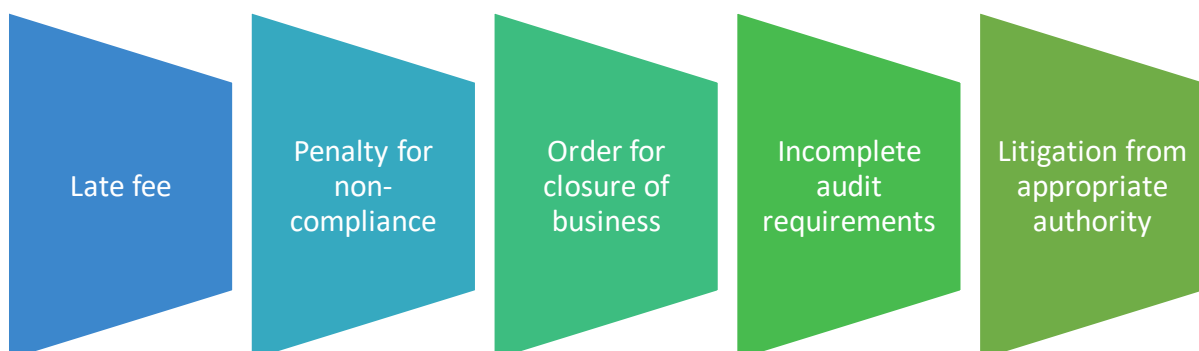 Late fee
Penalty for
non-
compliance
Order for
closure of
business
Incomplete
audit
requirements
Litigation from
appropriate
authority